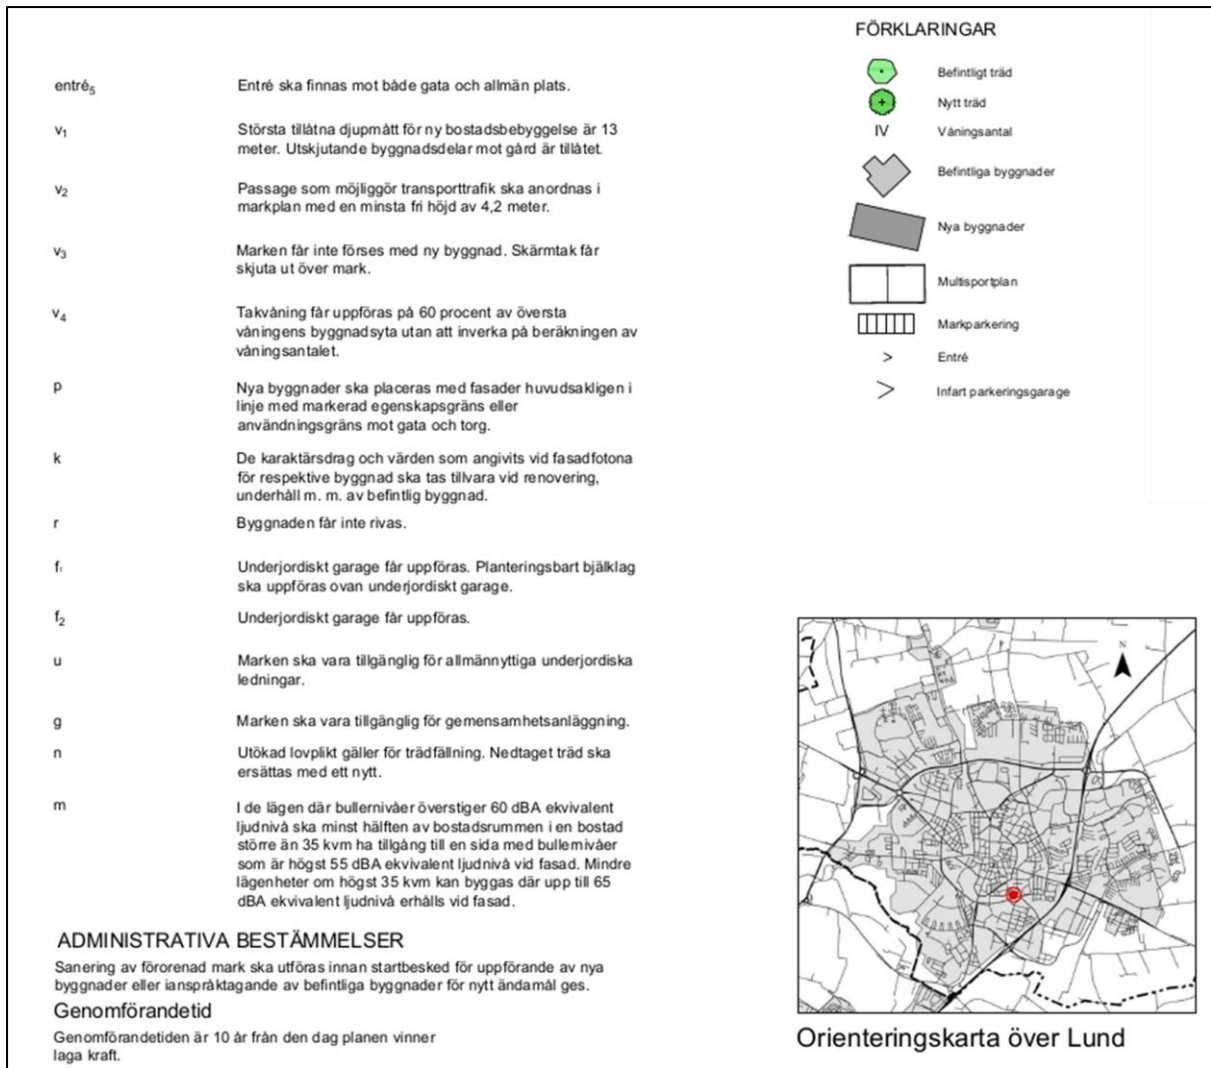 entré₅ Entré ska finnas mot både gata och allmän plats.
v₁ Största tillåtna djupmått för ny bostadsbebyggelse är 13
meter. Utskjutande byggnadsdelar mot gård är tillåtet.
v₂ Passage som möjliggör transporttrafik ska anordnas i
markplan med en minsta fri höjd av 4,2 meter.
v₃ Marken får inte förses med ny byggnad. Skärmtak får
skjuta ut över mark.
v₄ Takvåning får uppföras på 60 procent av översta
våningens byggnadsyta utan att inverka på beräkningen av
våningsantalet.
p Nya byggnader ska placeras med fasader huvudsakligen i
linje med markerad egenskapsgräns eller
användningsgräns mot gata och torg.
k De karaktärsdrag och värden som angivits vid fasadfotona
för respektive byggnad ska tas tillvara vid renovering,
underhåll m. m. av befintlig byggnad.
r Byggnaden får inte rivas.
f₁ Underjordiskt garage får uppföras. Planteringsbart bjälklag
ska uppföras ovan underjordiskt garage.
f₂ Underjordiskt garage får uppföras.
u Marken ska vara tillgänglig för allmännyttiga underjordiska
ledningar.
g Marken ska vara tillgänglig för gemensamhetsanläggning.
n Utökad lovplikt gäller för trädfällning. Nedtaget träd ska
ersättas med ett nytt.
m I de lägen där bullernivåer överstiger 60 dBA ekvivalent
ljudnivå ska minst hälften av bostadsrummen i en bostad
större än 35 kvm ha tillgång till en sida med bullernivåer
som är högst 55 dBA ekvivalent ljudnivå vid fasad. Mindre
lägenheter om högst 35 kvm kan byggas där upp till 65
dBA ekvivalent ljudnivå erhålls vid fasad.
ADMINISTRATIVA BESTÄMMELSER
Sanering av förorenad mark ska utföras innan startbesked för uppförande av nya
byggnader eller ianspråktagande av befintliga byggnader för nytt ändamål ges.
Genomförandetid
Genomförandetiden är 10 år från den dag planen vinner
laga kraft.
FÖRKLARINGAR
Befintligt träd
Nytt träd
IV Våningsantal
Befintliga byggnader
Nya byggnader
Multisportplan
Markparkering
Entré
Infart parkeringsgarage
N
Orienteringskarta över Lund